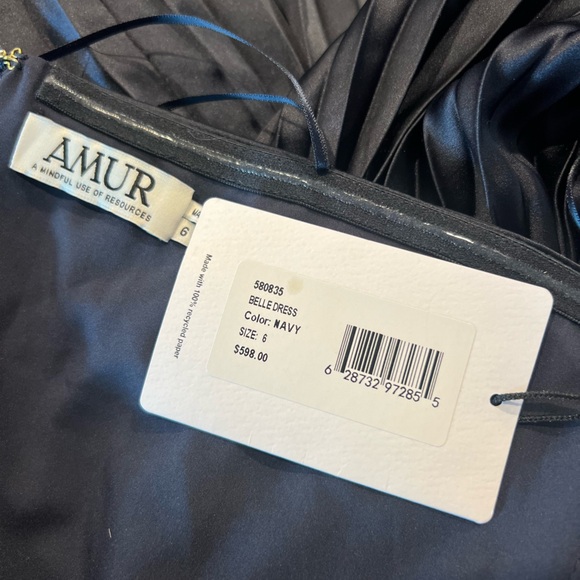 AMUR
A MINDFUL USE OF RESOURCES
6
Made with 100% recycled paper
580835
BELLE DRESS
Color: NAVY
SIZE: 6
$598.00
6 28732 97285 5